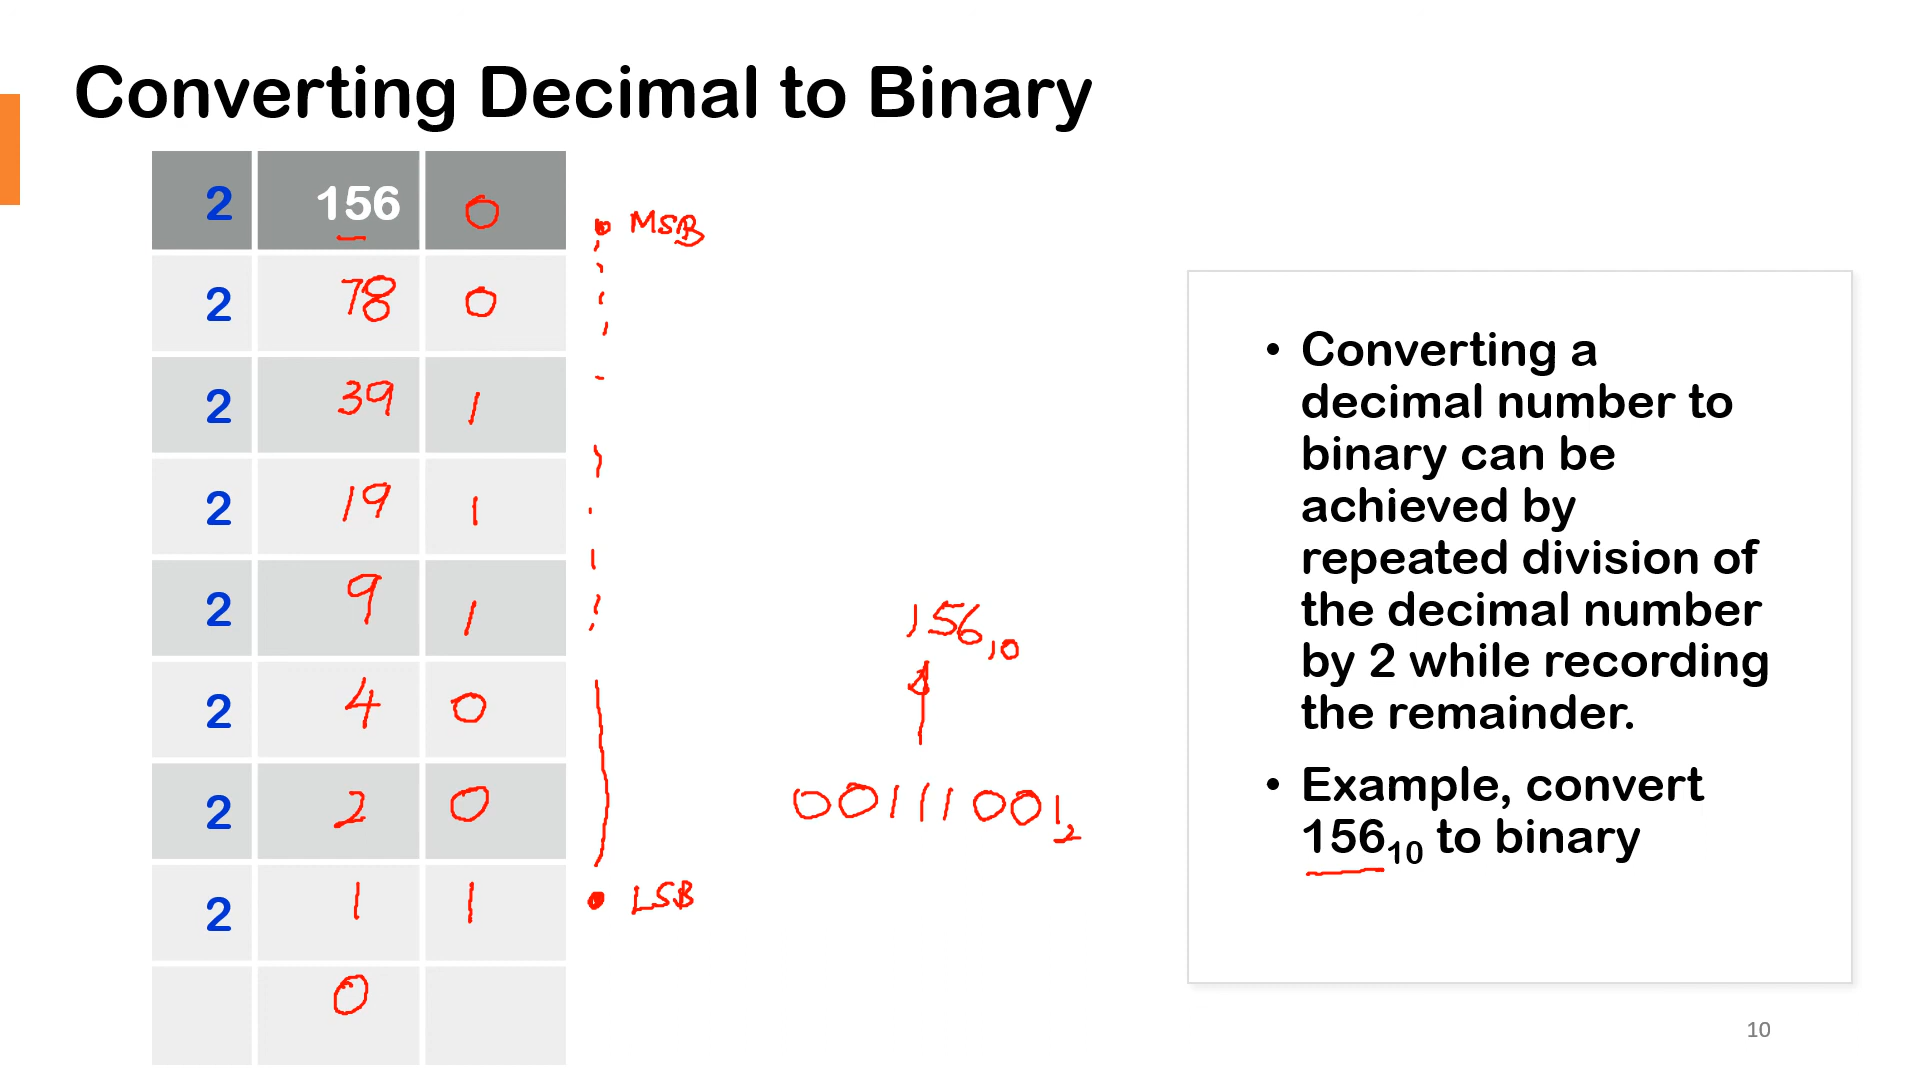 Converting Decimal to Binary
2 156 0
MSB
2 78 0
2 39 1
2 19 1
2 9 1
2 4 0
2 2 0
2 1 1
LSB
0
156₁₀
00111001₂
• Converting a
decimal number to
binary can be
achieved by
repeated division of
the decimal number
by 2 while recording
the remainder.
• Example, convert
156₁₀ to binary
10